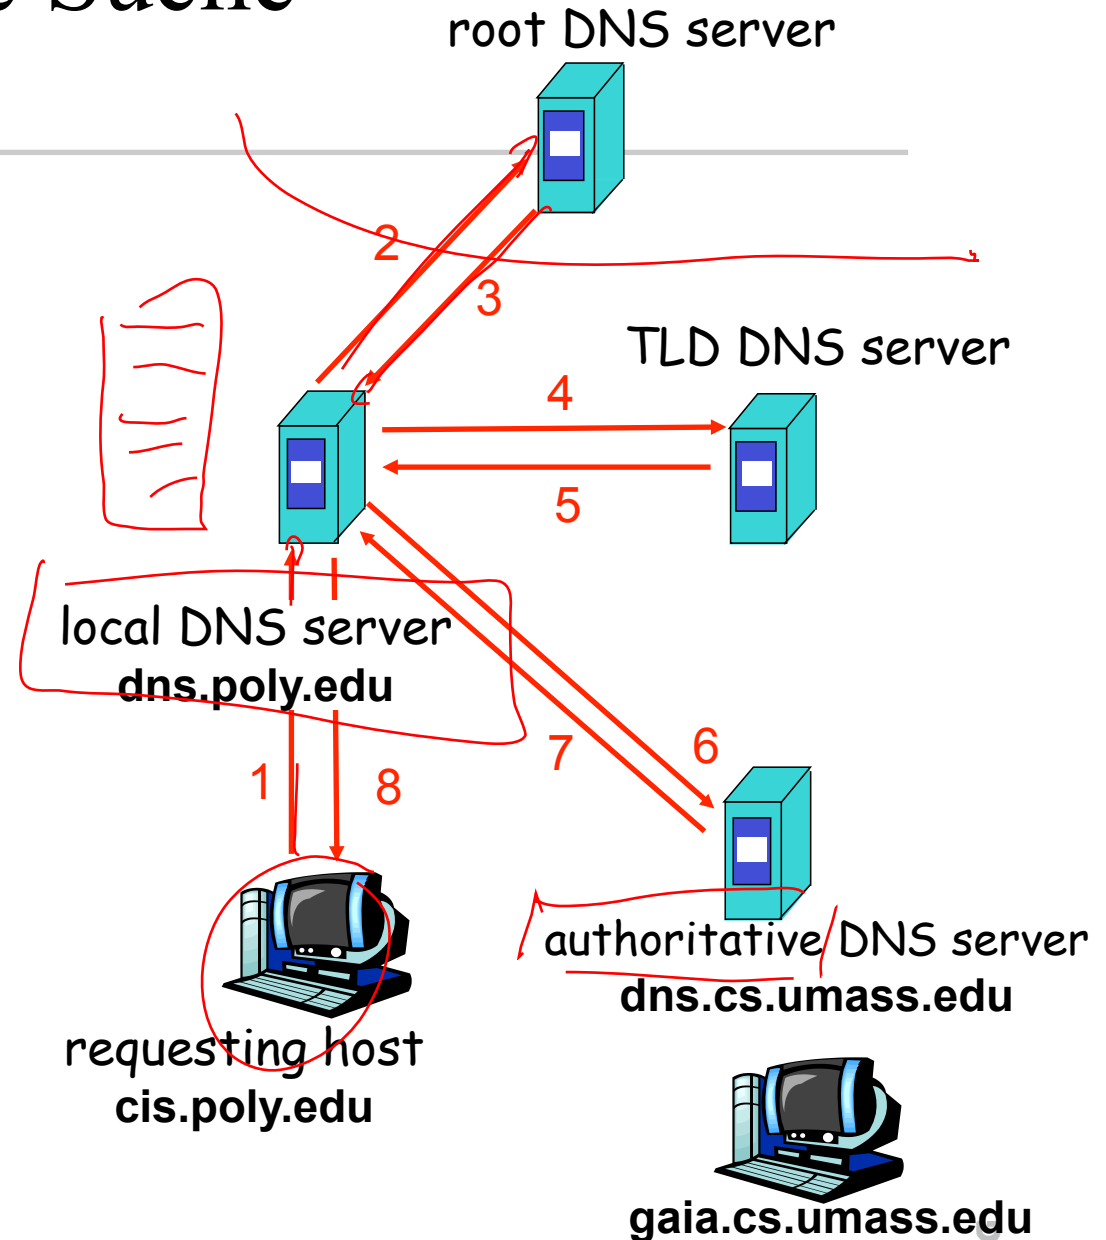 Suche
root DNS server
2
3
TLD DNS server
4
5
local DNS server
dns.poly.edu
1
8
7
6
authoritative DNS server
dns.cs.umass.edu
requesting host
cis.poly.edu
gaia.cs.umass.edu